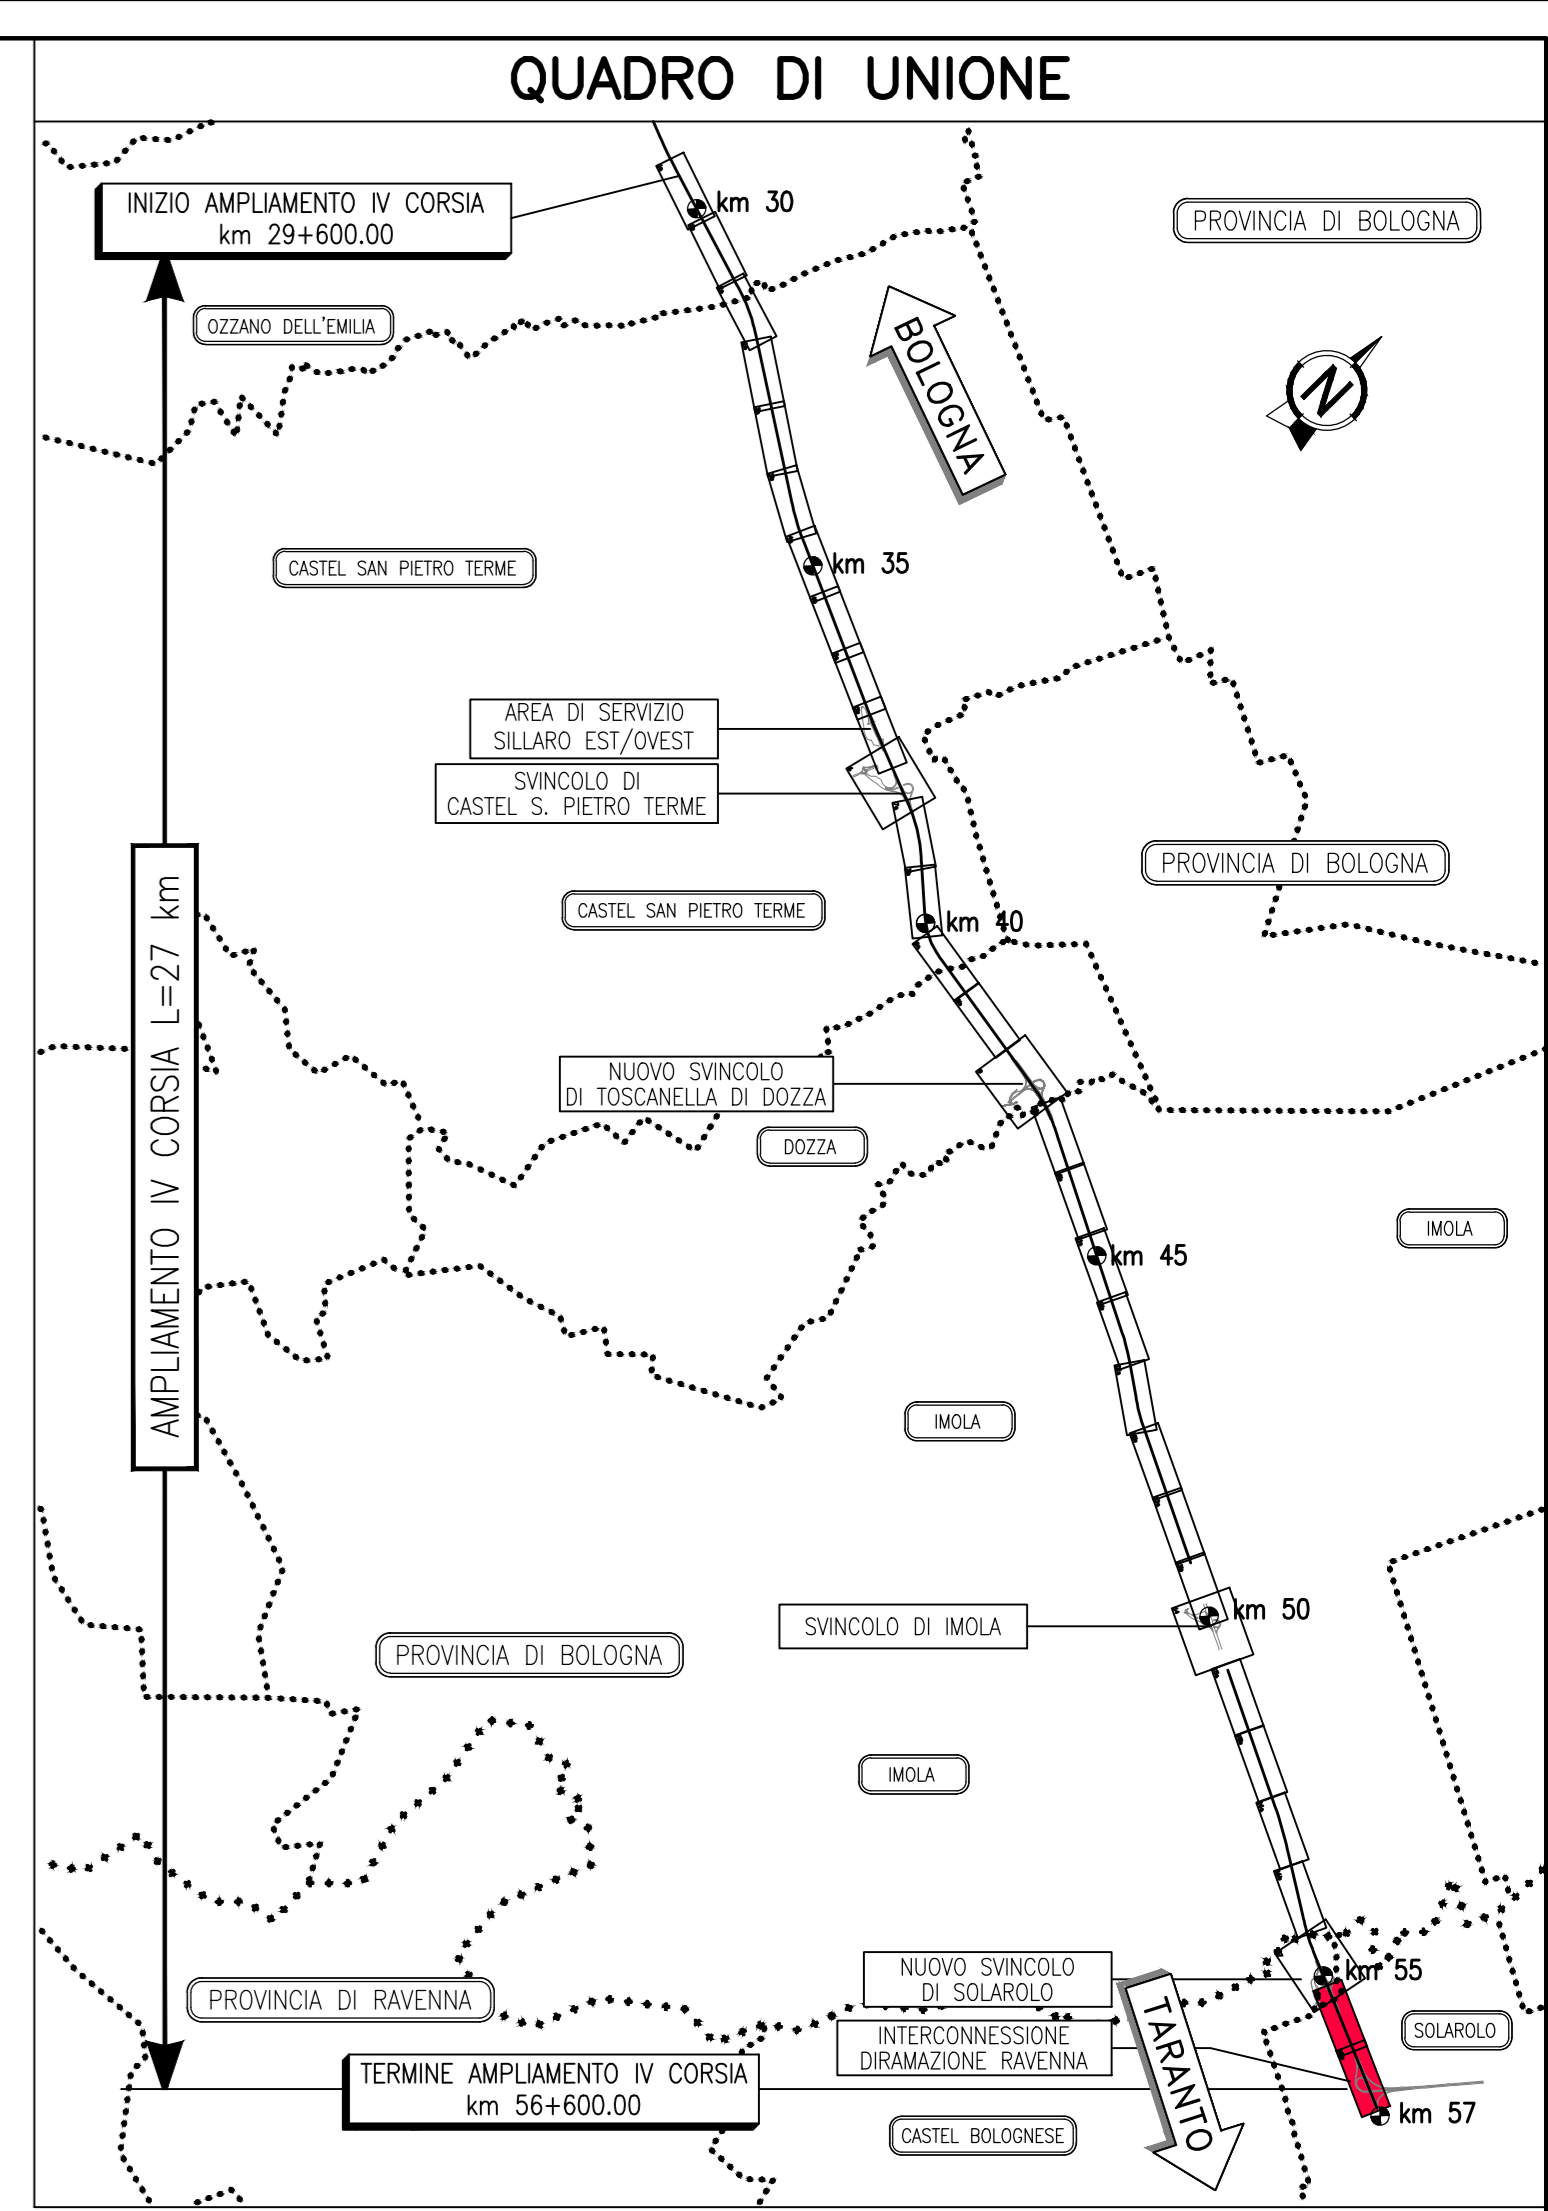 QUADRO DI UNIONE
INIZIO AMPLIAMENTO IV CORSIA
km 29+600.00
km 30
PROVINCIA DI BOLOGNA
OZZANO DELL'EMILIA
BOLOGNA
N
CASTEL SAN PIETRO TERME
km 35
AREA DI SERVIZIO
SILLARO EST/OVEST
SVINCOLO DI
CASTEL S. PIETRO TERME
PROVINCIA DI BOLOGNA
CASTEL SAN PIETRO TERME
km 40
AMPLIAMENTO IV CORSIA L=27 km
NUOVO SVINCOLO
DI TOSCANELLA DI DOZZA
DOZZA
IMOLA
km 45
IMOLA
km 50
SVINCOLO DI IMOLA
PROVINCIA DI BOLOGNA
IMOLA
NUOVO SVINCOLO
DI SOLAROLO
km 55
PROVINCIA DI RAVENNA
SOLAROLO
INTERCONNESSIONE
DIRAMAZIONE RAVENNA
TARANTO
TERMINE AMPLIAMENTO IV CORSIA
km 56+600.00
km 57
CASTEL BOLOGNESE